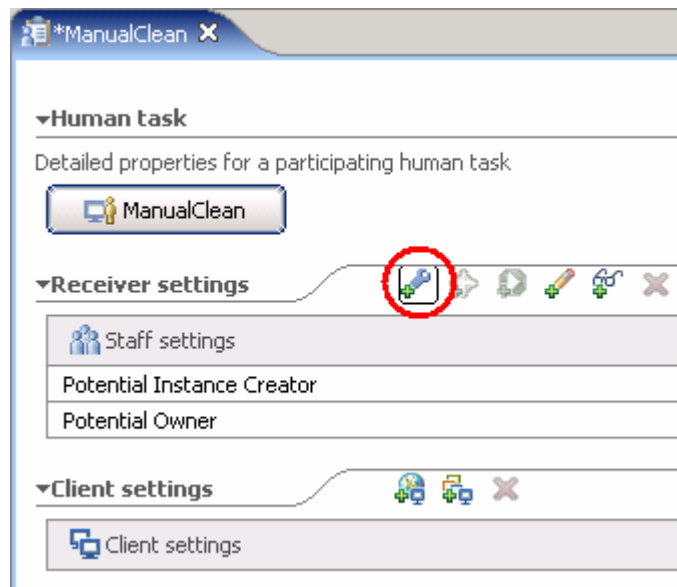 *ManualClean
Human task
Detailed properties for a participating human task
ManualClean
Receiver settings
Staff settings
Potential Instance Creator
Potential Owner
Client settings
Client settings